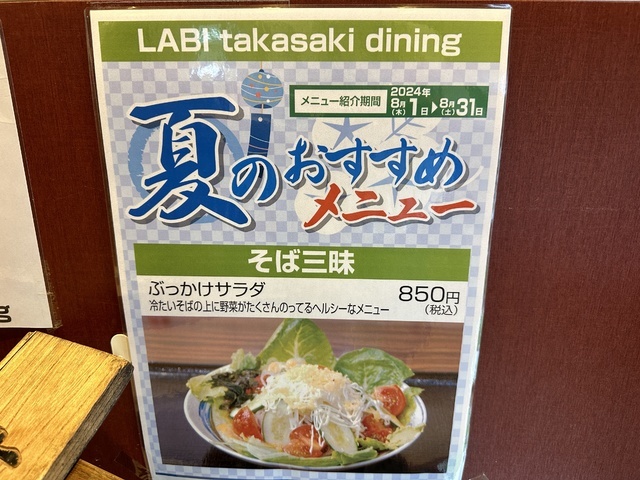 LABI takasaki dining
メニュー紹介期間
2024年
8月1日(木)▶8月31日(土)
夏のおすすめ
メニュー
そば三昧
ぶっかけサラダ
850円
(税込)
冷たいそばの上に野菜がたくさんのってるヘルシーなメニュー
g